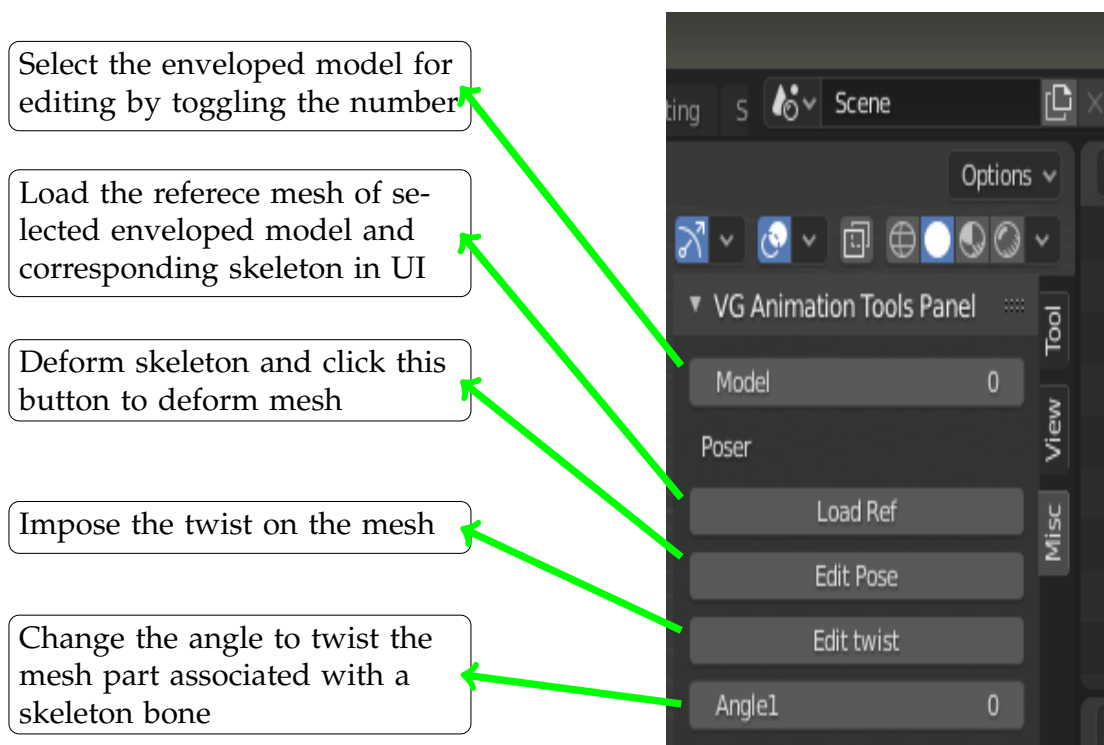 Select the enveloped model for
editing by toggling the number
Load the referece mesh of se-
lected enveloped model and
corresponding skeleton in UI
Deform skeleton and click this
button to deform mesh
Impose the twist on the mesh
Change the angle to twist the
mesh part associated with a
skeleton bone
ting S Scene
Options
VG Animation Tools Panel
Model 0
Poser
Load Ref
Edit Pose
Edit twist
Angle1 0
Tool
View
Misc